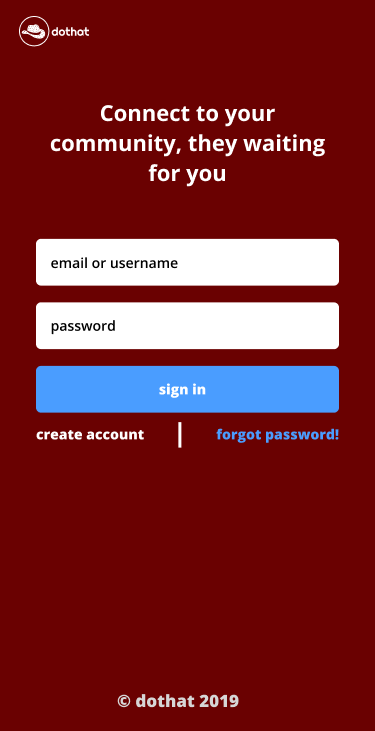 dothat
Connect to your
community, they waiting
for you
email or username
password
sign in
create account
forgot password!
© dothat 2019